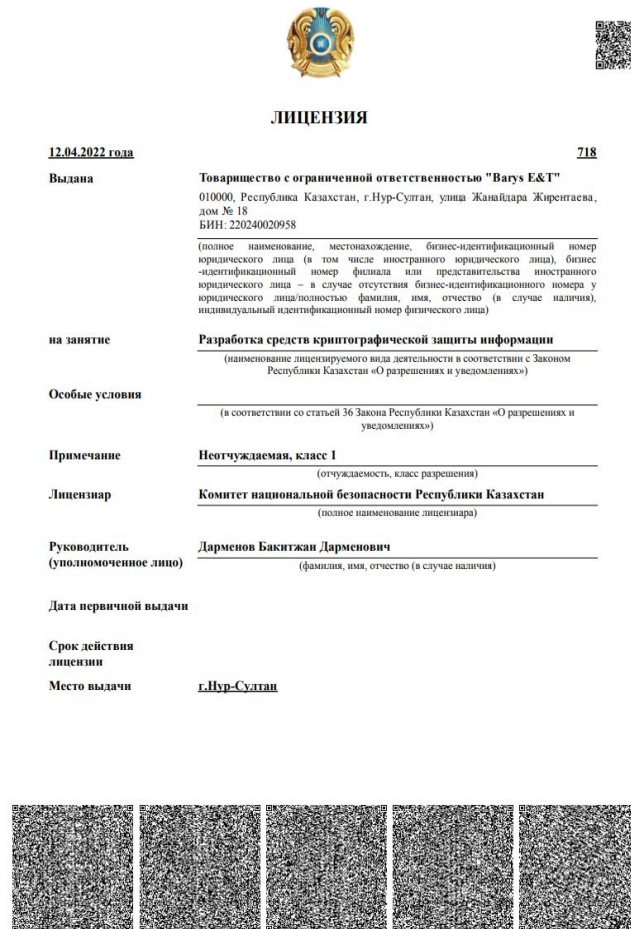 ЛИЦЕНЗИЯ
12.04.2022 года 718
Выдана Товарищество с ограниченной ответственностью "Barys E&T"
010000, Республика Казахстан, г.Нур-Султан, улица Жанайдара Жирентаева,
дом № 18
БИН: 220240020958
(полное наименование, местонахождение, бизнес-идентификационный номер
юридического лица (в том числе иностранного юридического лица), бизнес
-идентификационный номер филиала или представительства иностранного
юридического лица – в случае отсутствия бизнес-идентификационного номера у
юридического лица/полностью фамилия, имя, отчество (в случае наличия),
индивидуальный идентификационный номер физического лица)
на занятие Разработка средств криптографической защиты информации
(наименование лицензируемого вида деятельности в соответствии с Законом
Республики Казахстан «О разрешениях и уведомлениях»)
Особые условия
(в соответствии со статьей 36 Закона Республики Казахстан «О разрешениях и
уведомлениях»)
Примечание Неотчуждаемая, класс 1
(отчуждаемость, класс разрешения)
Лицензиар Комитет национальной безопасности Республики Казахстан
(полное наименование лицензиара)
Руководитель Дарменов Бакитжан Дарменович
(уполномоченное лицо) (фамилия, имя, отчество (в случае наличия)
Дата первичной выдачи
Срок действия
лицензии
Место выдачи г.Нур-Султан